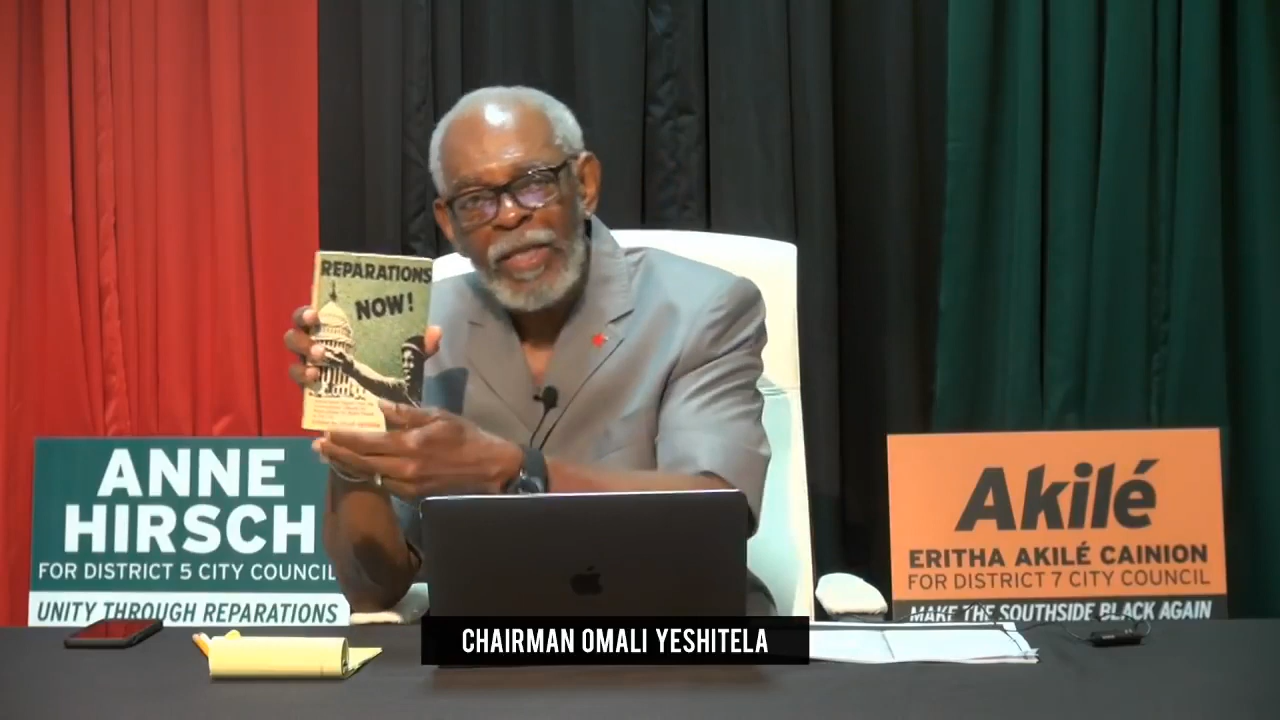 REPARATIONS
NOW!
ANNE
HIRSCH
FOR DISTRICT 5 CITY COUNCIL
UNITY THROUGH REPARATIONS
Akilé
ERITHA AKILÉ CAINION
FOR DISTRICT 7 CITY COUNCIL
MAKE THE SOUTHSIDE BLACK AGAIN
CHAIRMAN OMALI YESHITELA